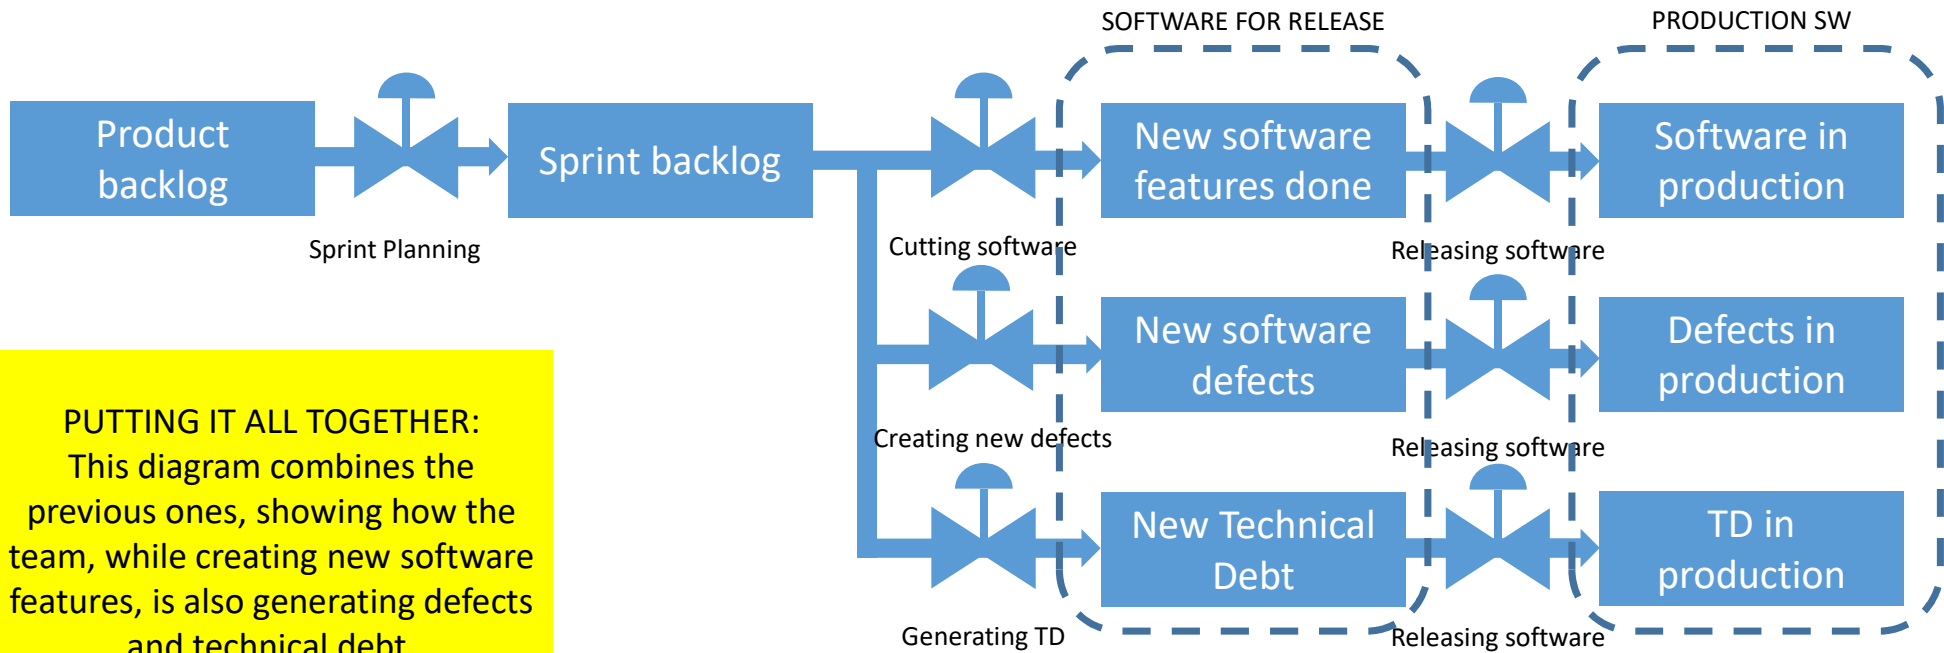 SOFTWARE FOR RELEASE
PRODUCTION SW
Product
backlog
Sprint backlog
New software
features done
Software in
production
Sprint Planning
Cutting software
Releasing software
New software
defects
Defects in
production
Creating new defects
Releasing software
New Technical
Debt
TD in
production
Generating TD
Releasing software
PUTTING IT ALL TOGETHER:
This diagram combines the
previous ones, showing how the
team, while creating new software
features, is also generating defects
and technical debt